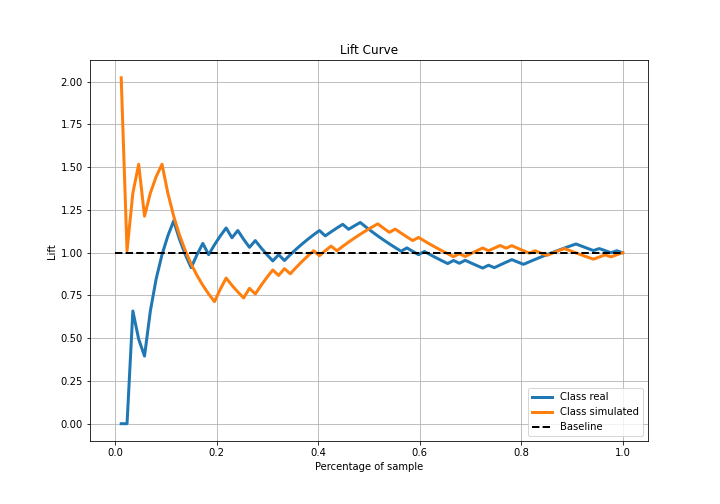 Lift Curve
Lift
2.00
1.75
1.50
1.25
1.00
0.75
0.50
0.25
0.00
0.0 0.2 0.4 0.6 0.8 1.0
Percentage of sample
Class real
Class simulated
Baseline